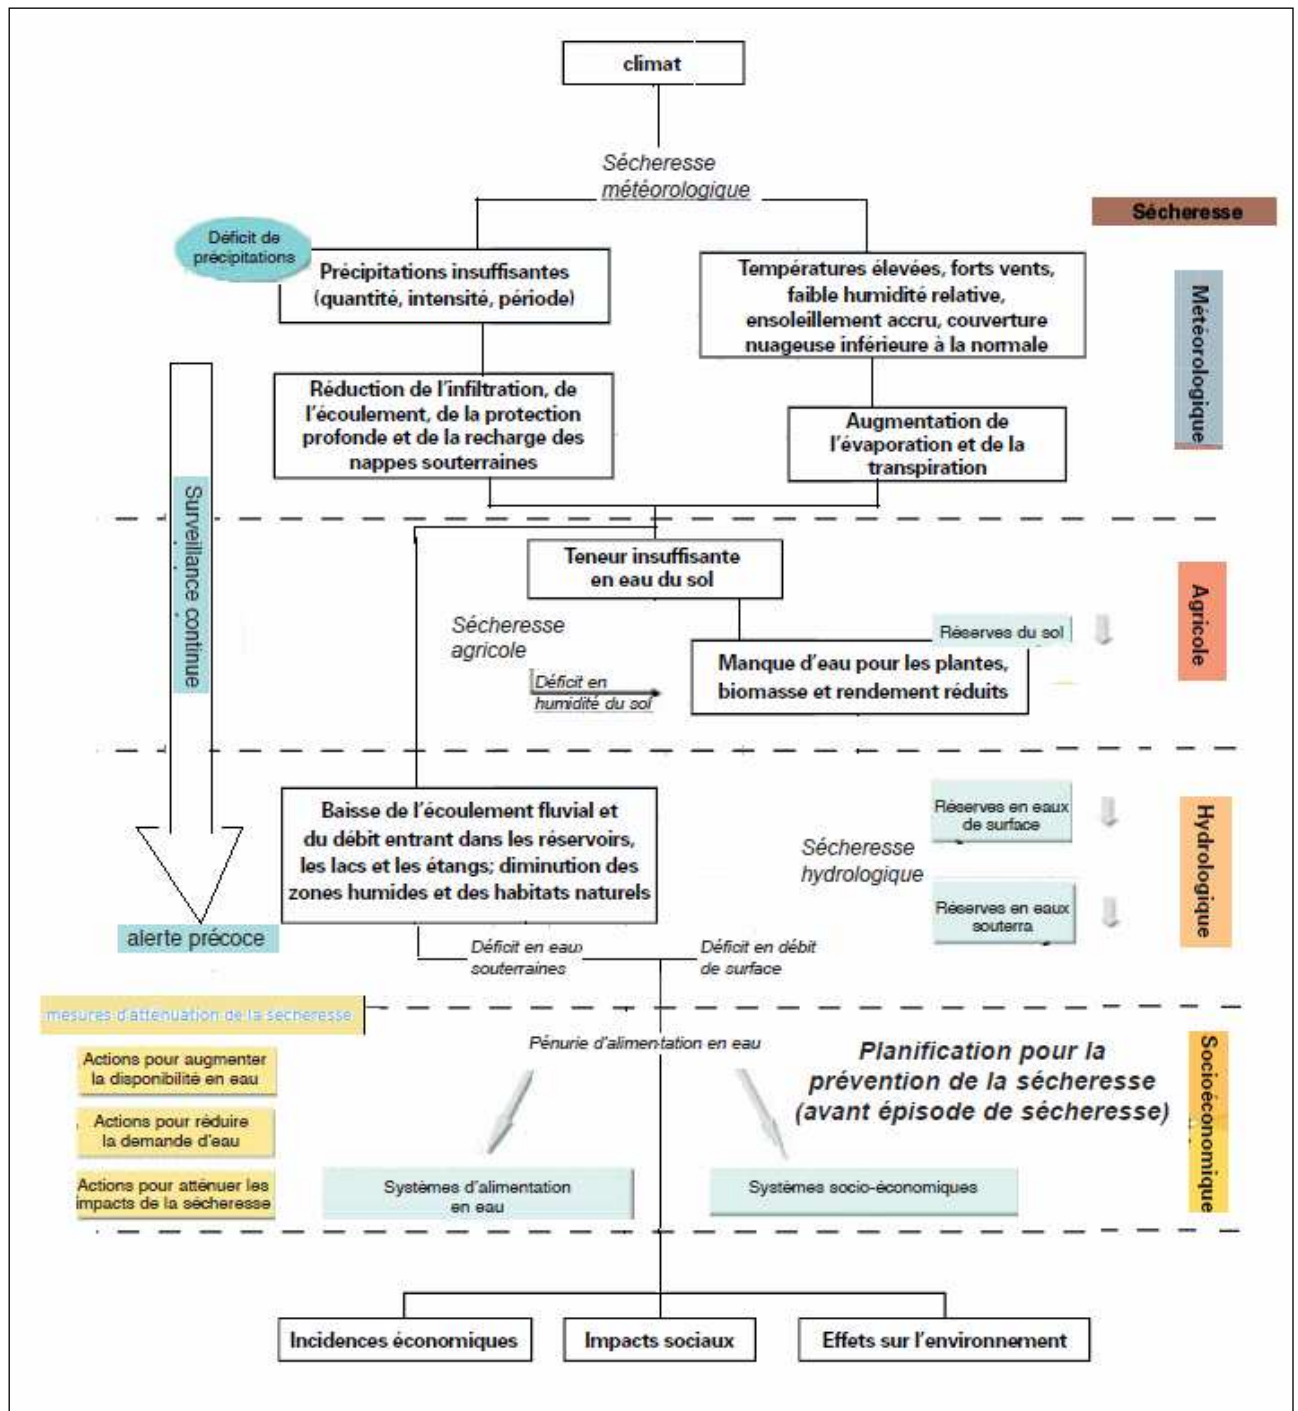 climat
Sécheresse
météorologique
Sécheresse
Déficit de
précipitations
Précipitations insuffisantes
(quantité, intensité, période)
Températures élevées, forts vents,
faible humidité relative,
ensoleillement accru, couverture
nuageuse inférieure à la normale
Météorologique
Réduction de l'infiltration, de
l'écoulement, de la protection
profonde et de la recharge des
nappes souterraines
Augmentation de
l'évaporation et de la
transpiration
Surveillance continue
Teneur insuffisante
en eau du sol
Agricole
Sécheresse
agricole
Réserves du sol
Manque d'eau pour les plantes,
biomasse et rendement réduits
Déficit en
humidité du sol
Baisse de l'écoulement fluvial et
du débit entrant dans les réservoirs,
les lacs et les étangs; diminution des
zones humides et des habitats naturels
Réserves en eaux
de surface
Sécheresse
hydrologique
Hydrologique
Réserves en eaux
souterra
alerte précoce
Déficit en eaux
souterraines
Déficit en débit
de surface
mesures d'attenuation de la secheresse
Pénurie d'alimentation en eau
Planification pour la
prévention de la sécheresse
(avant épisode de sécheresse)
Socioéconomique
Actions pour augmenter
la disponibilité en eau
Actions pour réduire
la demande d'eau
Actions pour atténuer les
impacts de la sécheresse
Systèmes d'alimentation
en eau
Systèmes socio-économiques
Incidences économiques
Impacts sociaux
Effets sur l'environnement